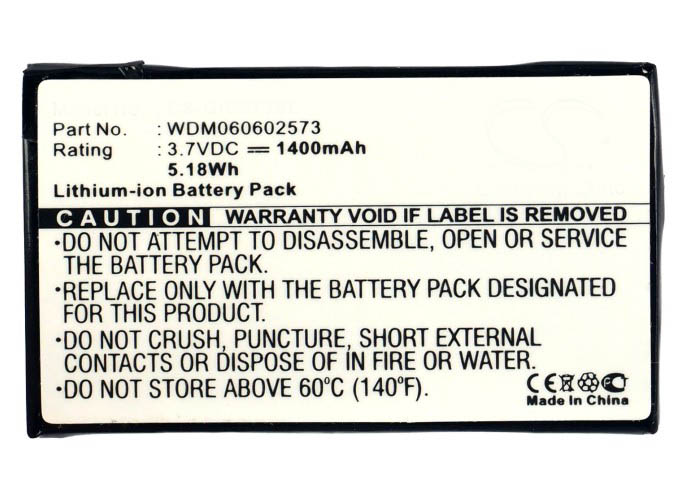 Part No. : WDM060602573
Rating : 3.7VDC ⎓ 1400mAh
5.18Wh
Lithium-ion Battery Pack
CAUTION WARRANTY VOID IF LABEL IS REMOVED
•DO NOT ATTEMPT TO DISASSEMBLE, OPEN OR SERVICE
THE BATTERY PACK.
•REPLACE ONLY WITH THE BATTERY PACK DESIGNATED
FOR THIS EQUIPMENT.
•DO NOT CRUSH, PUNCTURE, SHORT EXTERNAL
CONTACTS OR DISPOSE OF IN FIRE OR WATER.
•DO NOT STORE ABOVE 60°C (140°F).
CE
Made In China